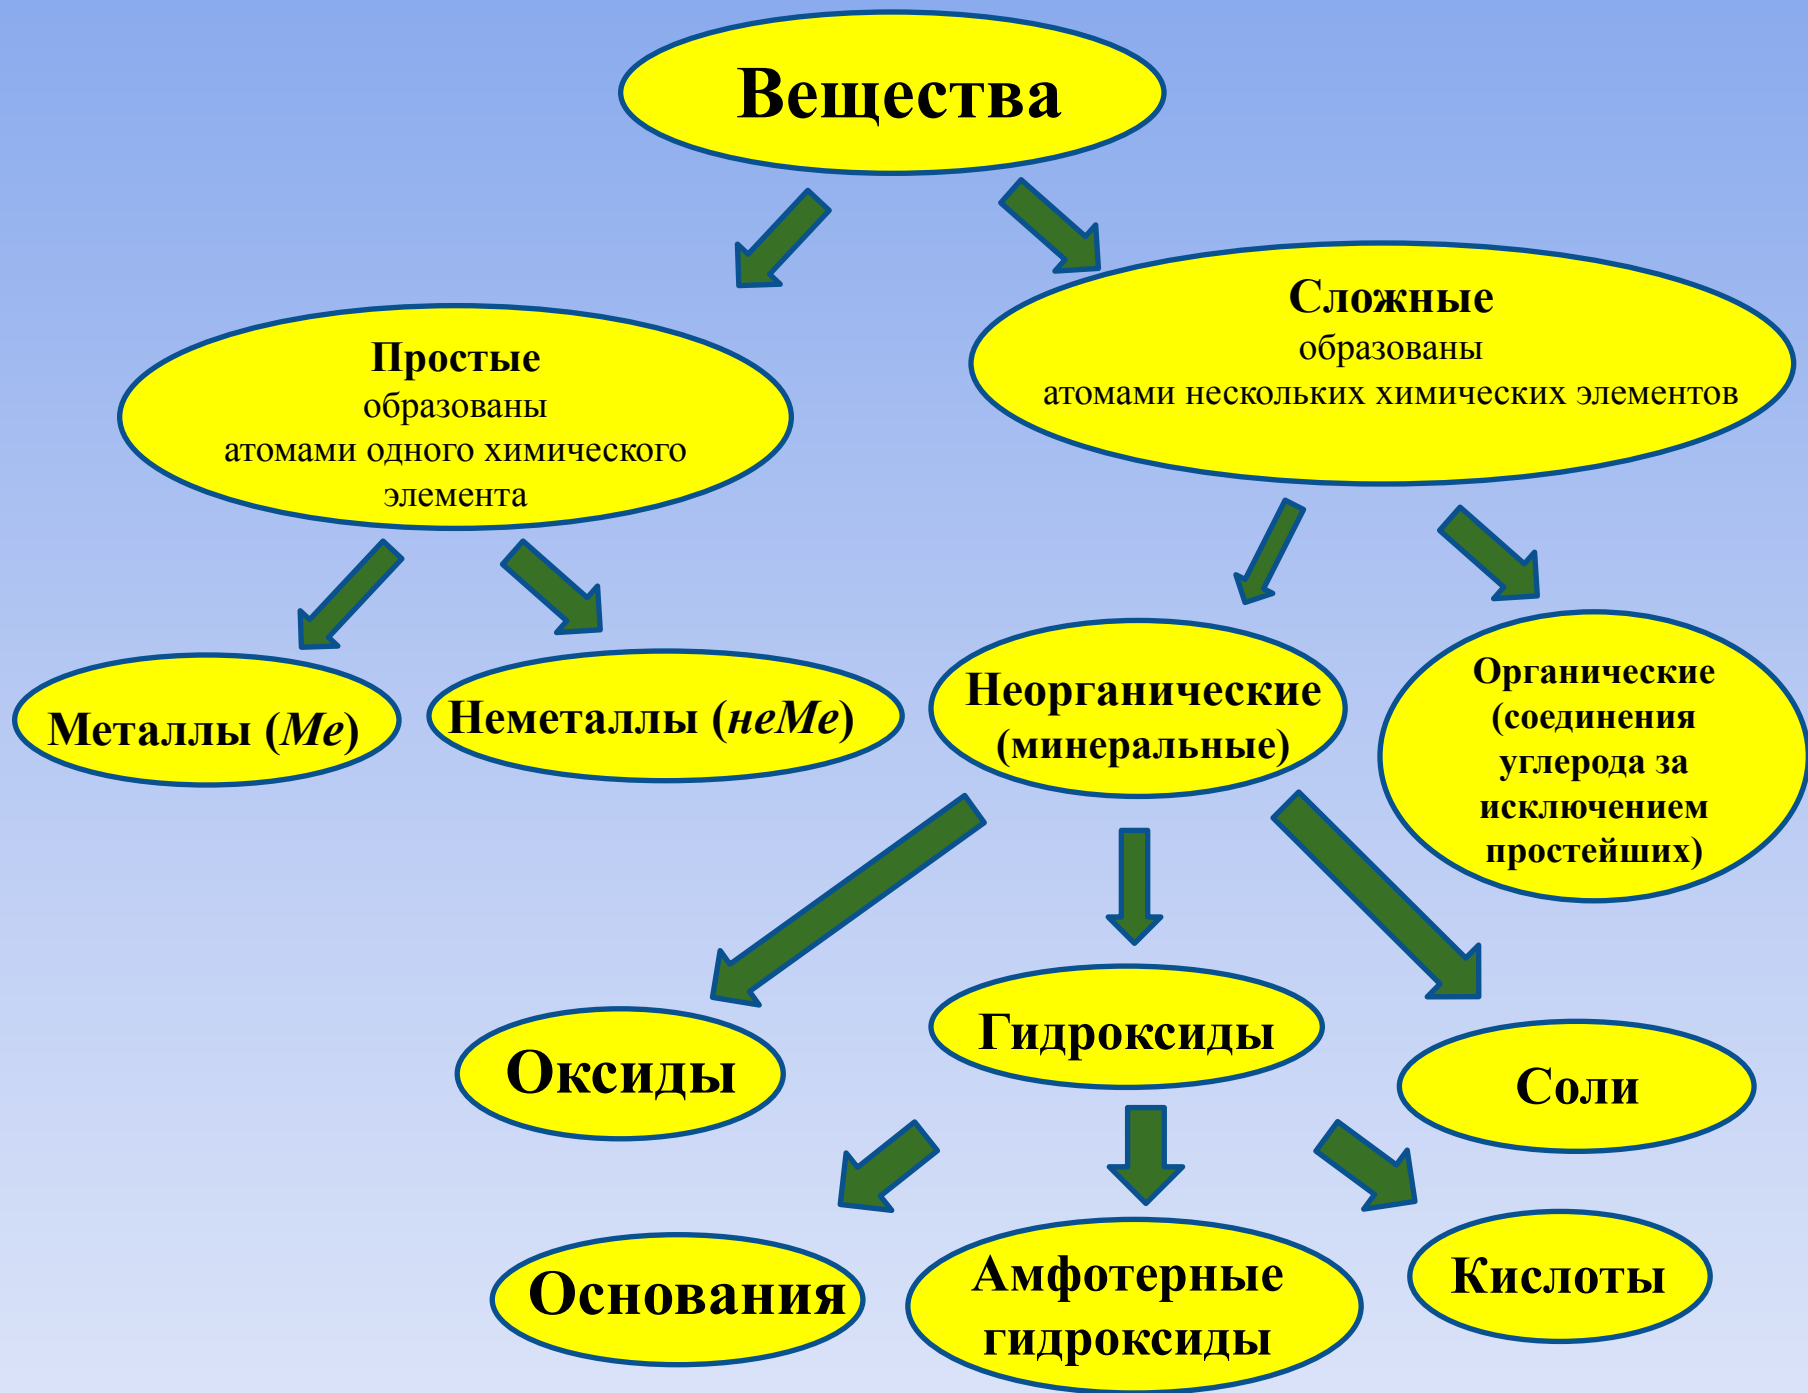 Вещества
Простые
образованы
атомами одного химического
элемента
Сложные
образованы
атомами нескольких химических элементов
Металлы (Ме)
Неметаллы (неМе)
Неорганические
(минеральные)
Органические
(соединения
углерода за
исключением
простейших)
Оксиды
Гидроксиды
Соли
Основания
Амфотерные
гидроксиды
Кислоты